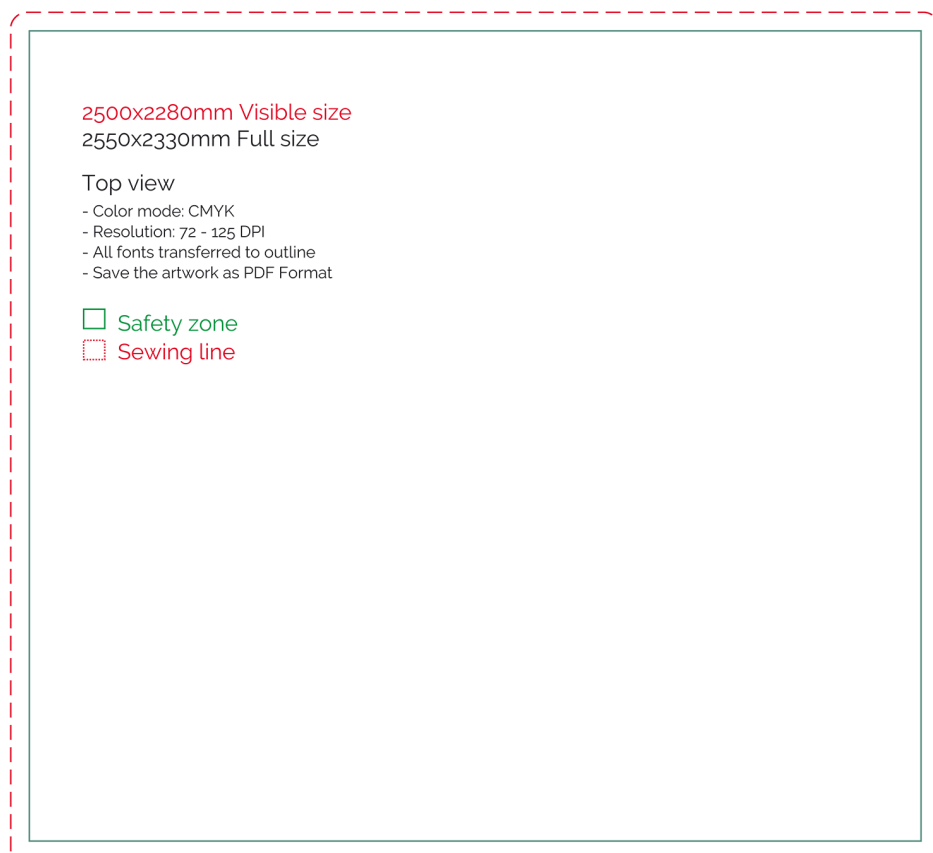 2500x2280mm Visible size
2550x2330mm Full size
Top view
- Color mode: CMYK
- Resolution: 72 - 125 DPI
- All fonts transferred to outline
- Save the artwork as PDF Format
Safety zone
Sewing line